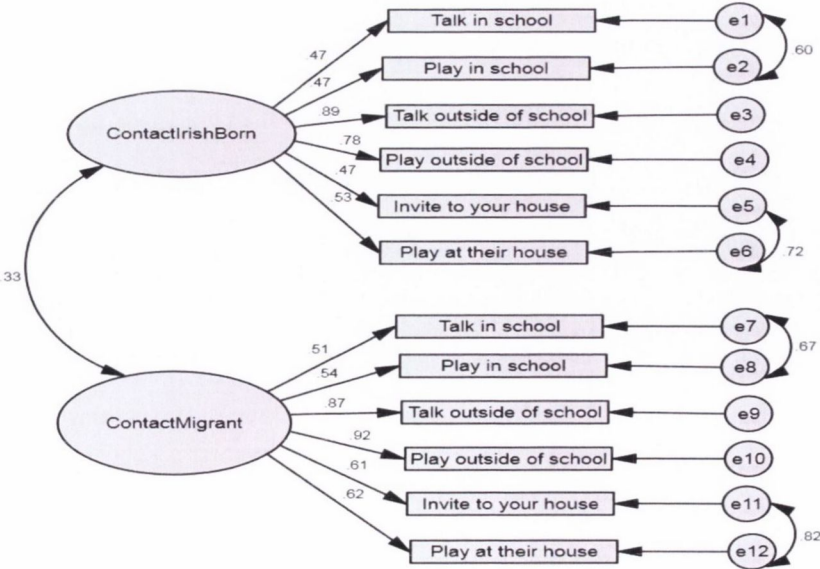 Talk in school
e1
.60
.47
Play in school
e2
.47
Talk outside of school
e3
.89
ContactIrishBorn
.78
Play outside of school
e4
.47
Invite to your house
e5
.53
.72
Play at their house
e6
.33
Talk in school
e7
.67
.51
Play in school
e8
.54
Talk outside of school
e9
.87
ContactMigrant
.92
Play outside of school
e10
.61
Invite to your house
e11
.62
.82
Play at their house
e12